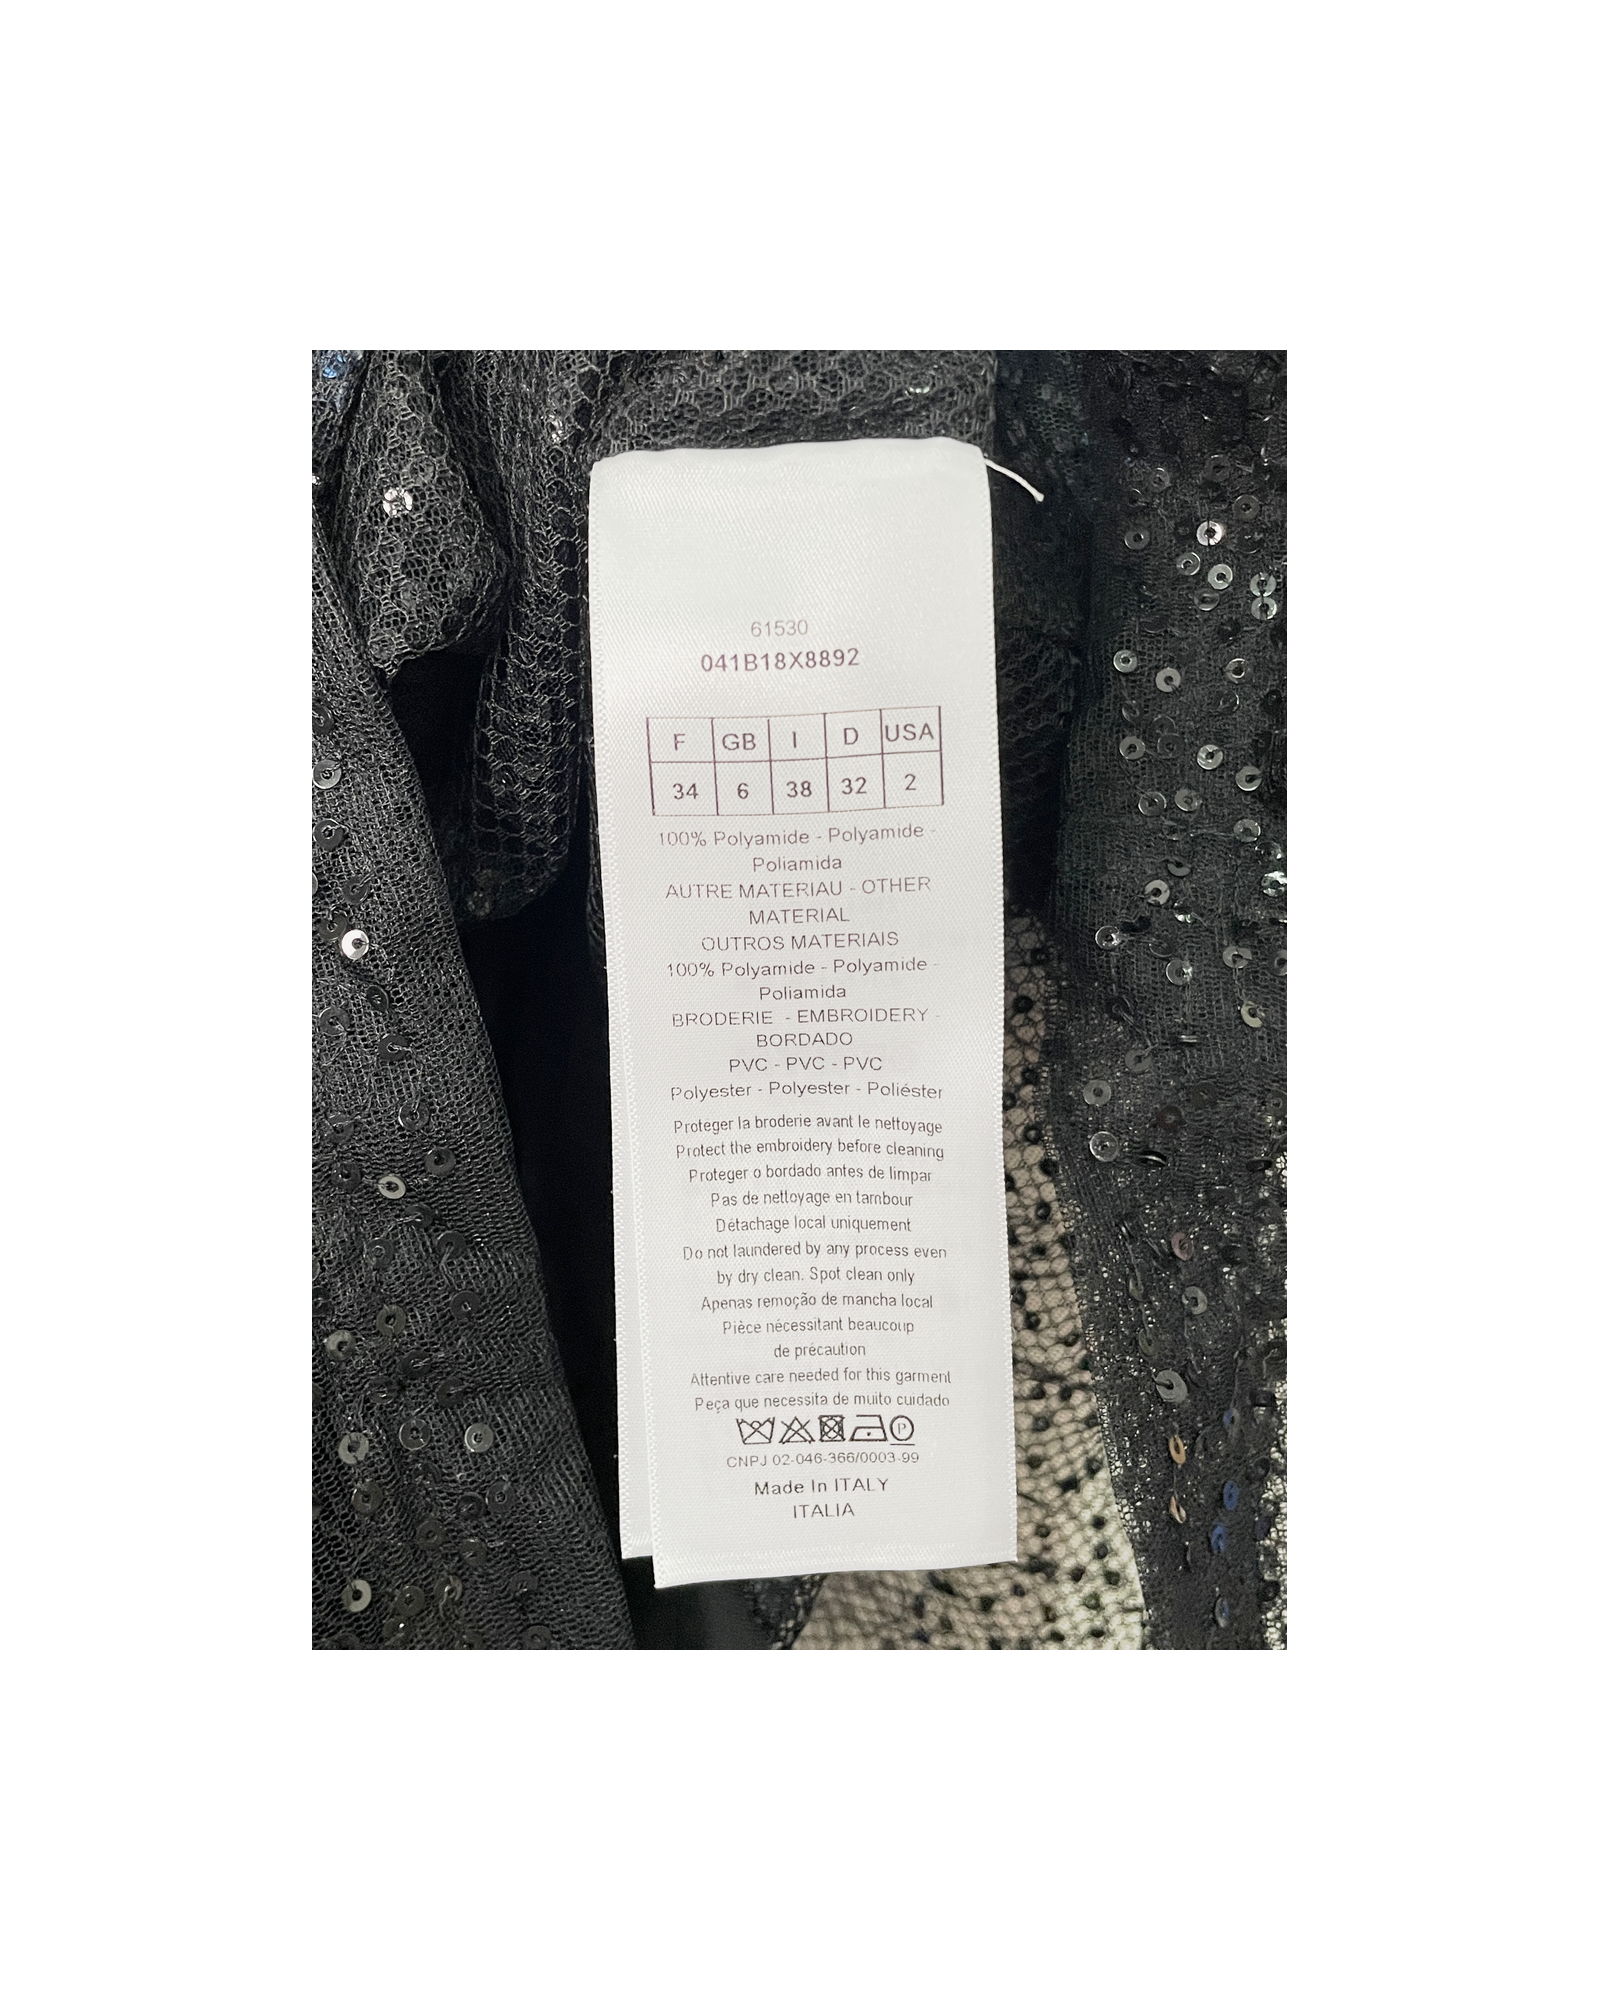 61530
041B18X8892
F GB I D USA
34 6 38 32 2
100% Polyamide - Polyamide -
Poliamida
AUTRE MATERIAU - OTHER
MATERIAL
OUTROS MATERIAIS
100% Polyamide - Polyamide -
Poliamida
BRODERIE - EMBROIDERY -
BORDADO
PVC - PVC - PVC
Polyester - Polyester - Poliéster
Proteger la broderie avant le nettoyage
Protect the embroidery before cleaning
Proteger o bordado antes de limpar
Pas de nettoyage en tambour
Détachage local uniquement
Do not laundered by any process even
by dry clean. Spot clean only
Apenas remoção de mancha local
Pièce nécessitant beaucoup
de précaution
Attentive care needed for this garment
Peça que necessita de muito cuidado
P
CNPJ 02-046-366/0003-99
Made In ITALY
ITALIA